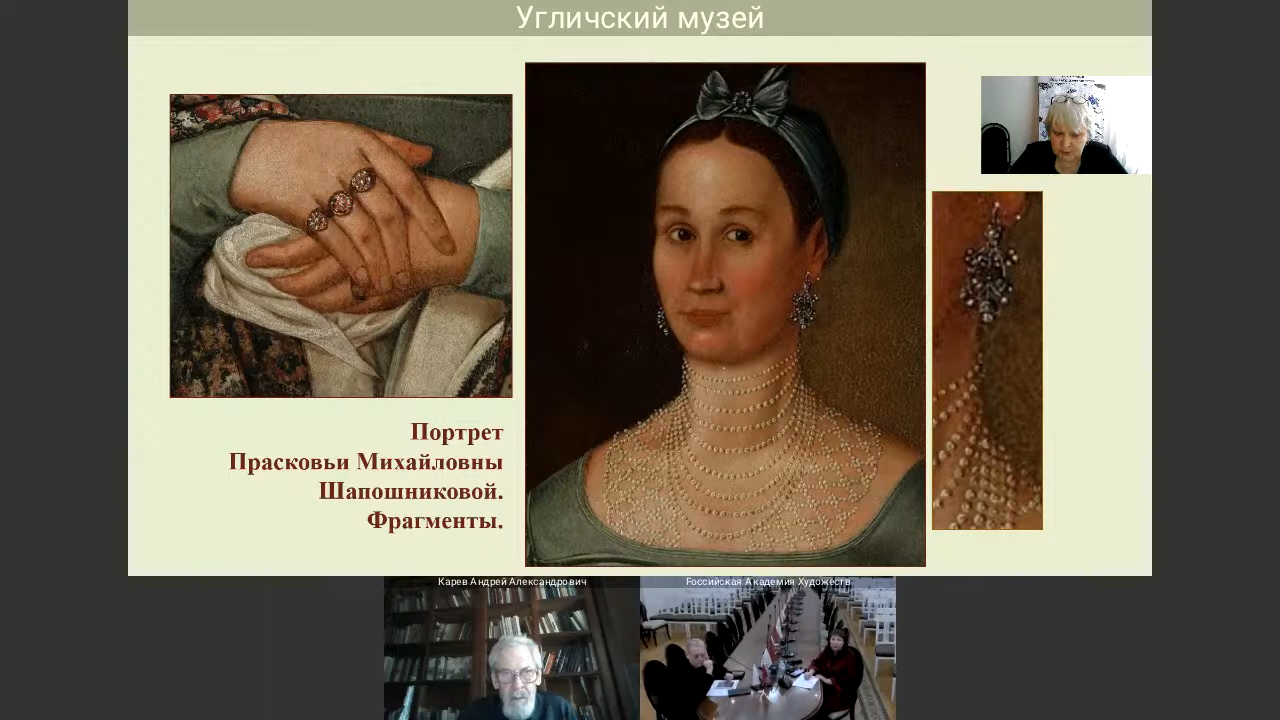 Угличский музей
Портрет
Прасковьи Михайловны
Шапошниковой.
Фрагменты.
Карев Андрей Александрович
Российская Академия Художеств